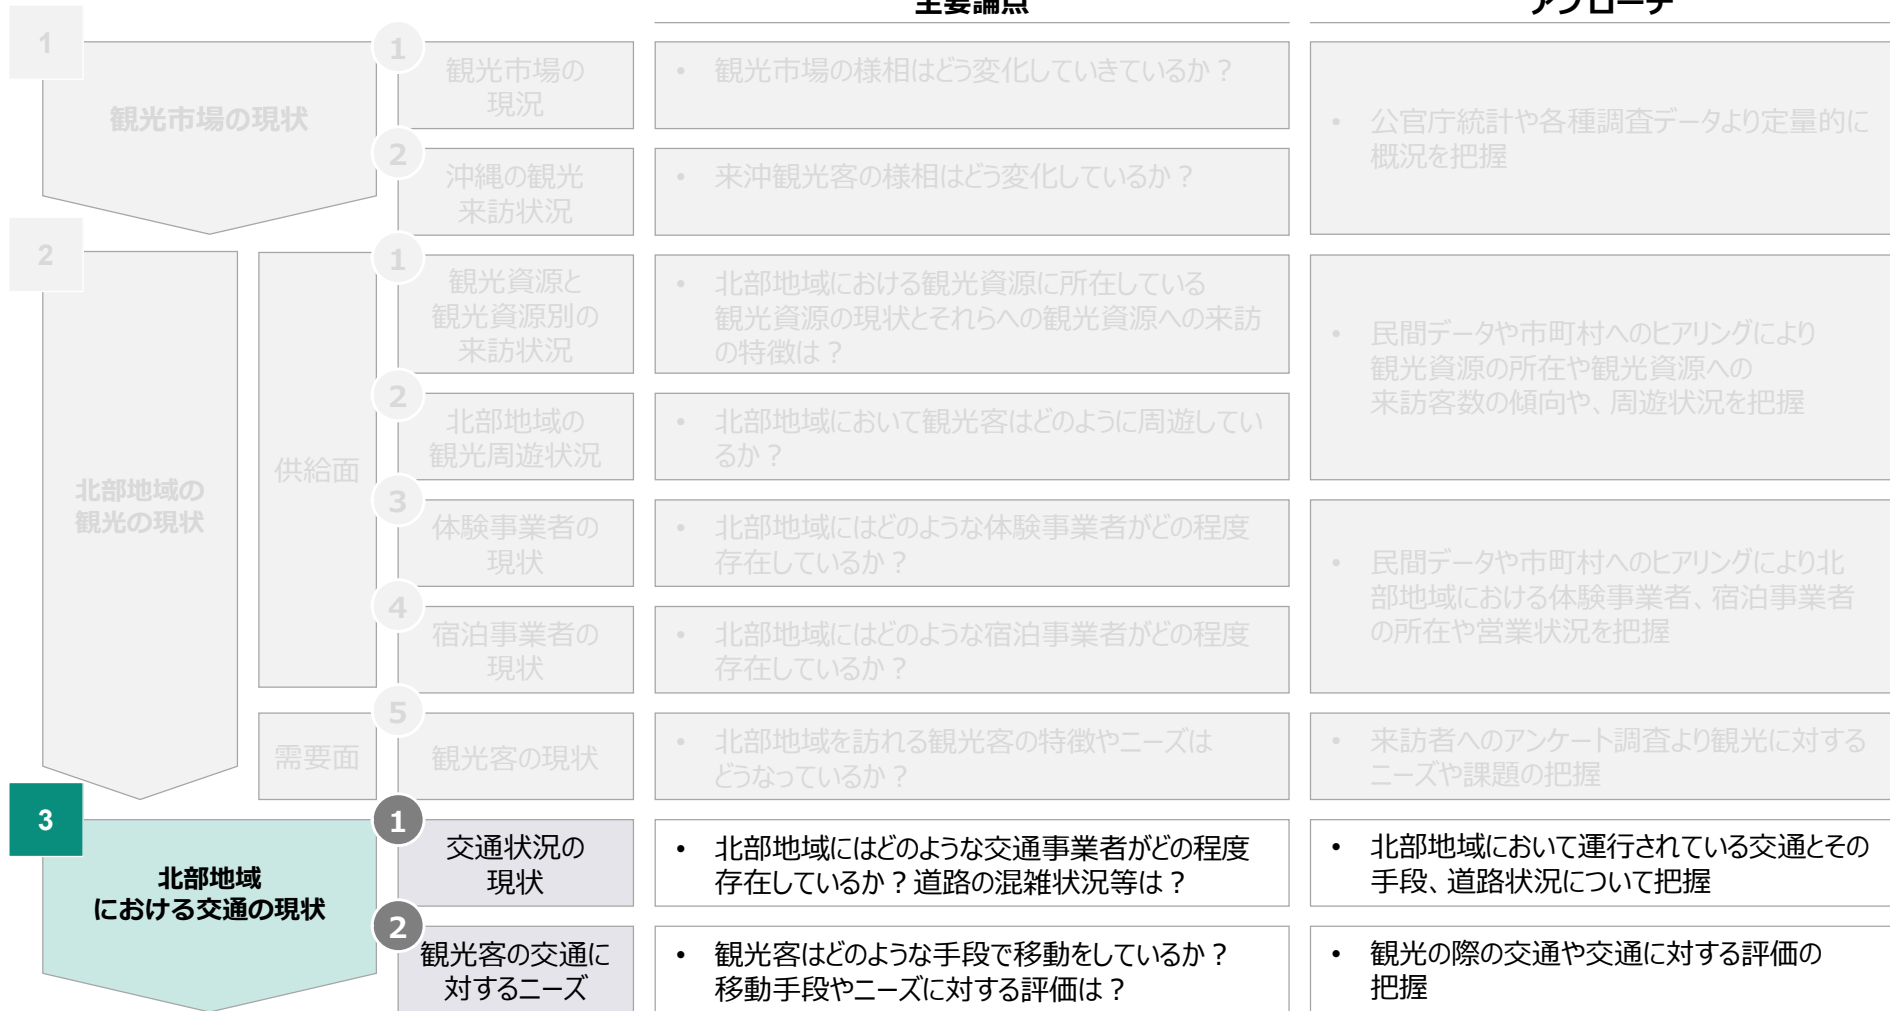 主要論点
アプローチ
1
観光市場の現状
1
観光市場の
現況
• 観光市場の様相はどう変化していきているか？
• 公官庁統計や各種調査データより定量的に
概況を把握
2
沖縄の観光
来訪状況
• 来沖観光客の様相はどう変化しているか？
2
北部地域の
観光の現状
供給面
1
観光資源と
観光資源別の
来訪状況
• 北部地域における観光資源に所在している
観光資源の現状とそれらへの観光資源への来訪
の特徴は？
• 民間データや市町村へのヒアリングにより
観光資源の所在や観光資源への
来訪客数の傾向や、周遊状況を把握
2
北部地域の
観光周遊状況
• 北部地域において観光客はどのように周遊してい
るか？
3
体験事業者の
現状
• 北部地域にはどのような体験事業者がどの程度
存在しているか？
• 民間データや市町村へのヒアリングにより北
部地域における体験事業者、宿泊事業者
の所在や営業状況を把握
4
宿泊事業者の
現状
• 北部地域にはどのような宿泊事業者がどの程度
存在しているか？
需要面
5
観光客の現状
• 北部地域を訪れる観光客の特徴やニーズは
どうなっているか？
• 来訪者へのアンケート調査より観光に対する
ニーズや課題の把握
3
北部地域
における交通の現状
1
交通状況の
現状
• 北部地域にはどのような交通事業者がどの程度
存在しているか？道路の混雑状況等は？
• 北部地域において運行されている交通とその
手段、道路状況について把握
2
観光客の交通に
対するニーズ
• 観光客はどのような手段で移動をしているか？
移動手段やニーズに対する評価は？
• 観光の際の交通や交通に対する評価の
把握